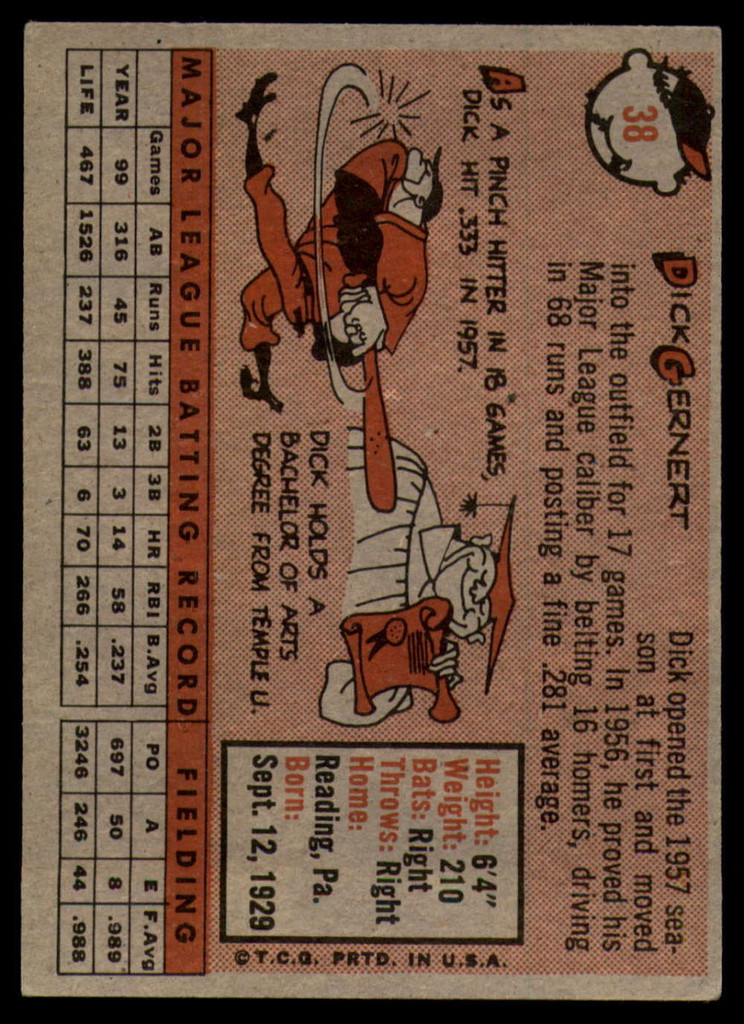 38
DICK GERNERT
Dick opened the 1957 sea-
son at first and moved
into the outfield for 17 games. In 1956, he proved his
Major League caliber by belting 16 homers, driving
in 68 runs and posting a fine .281 average.
AS A PINCH HITTER IN 18 GAMES,
DICK HIT .333 IN 1957.
DICK HOLDS A
BACHELOR OF ARTS
DEGREE FROM TEMPLE U.
Height: 6'4"
Weight: 210
Bats: Right
Throws: Right
Home:
Reading, Pa.
Born:
Sept. 12, 1929
©T.C.G. PRTD. IN U.S.A.
MAJOR LEAGUE BATTING RECORD FIELDING
Games AB Runs Hits 2B 3B HR RBI B.Avg PO A E F.Avg
YEAR 99 316 45 75 13 3 14 58 .237 697 50 8 .989
LIFE 467 1526 237 388 63 6 70 266 .254 3246 246 44 .988